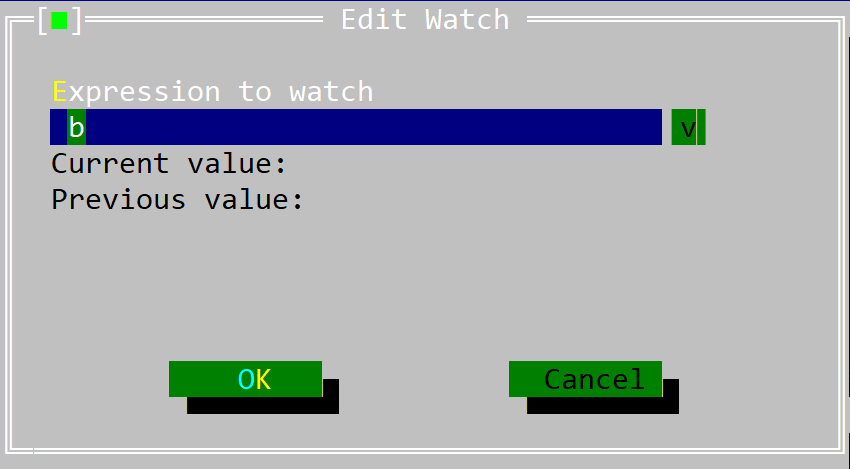 [■] Edit Watch
Expression to watch
b v
Current value:
Previous value:
OK Cancel